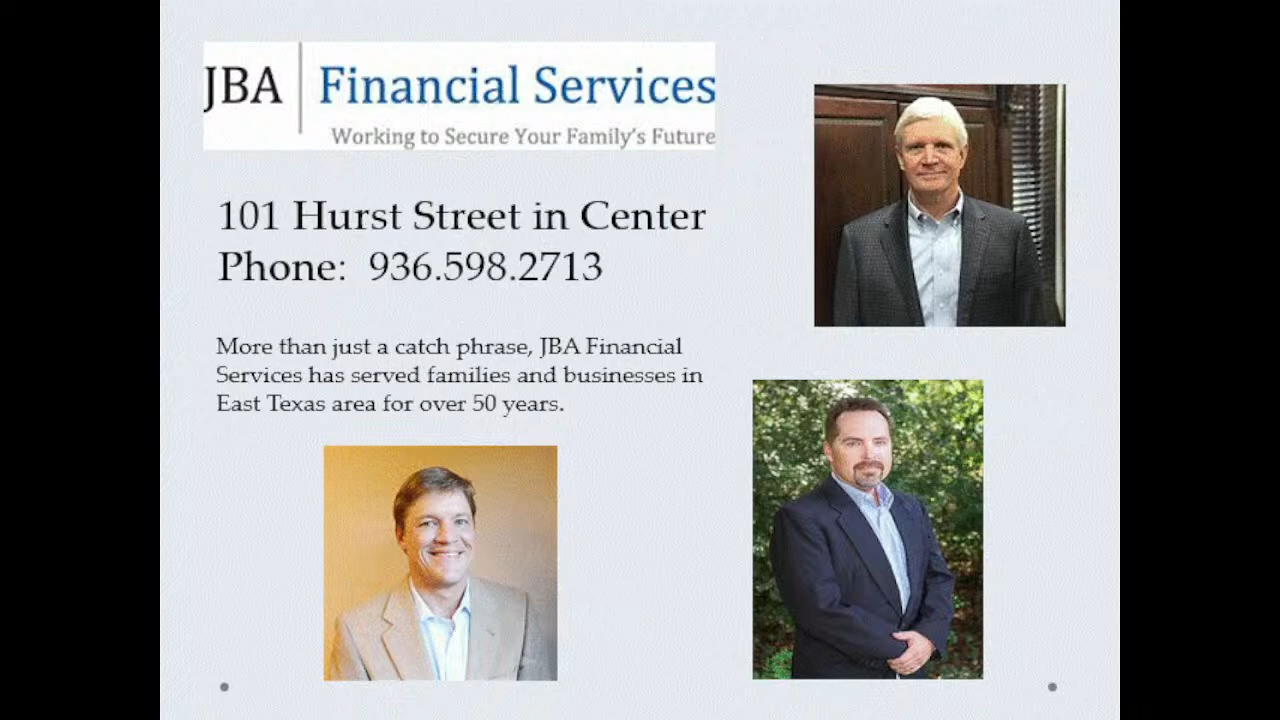 JBA Financial Services
Working to Secure Your Family's Future
101 Hurst Street in Center
Phone: 936.598.2713
More than just a catch phrase, JBA Financial
Services has served families and businesses in
East Texas area for over 50 years.